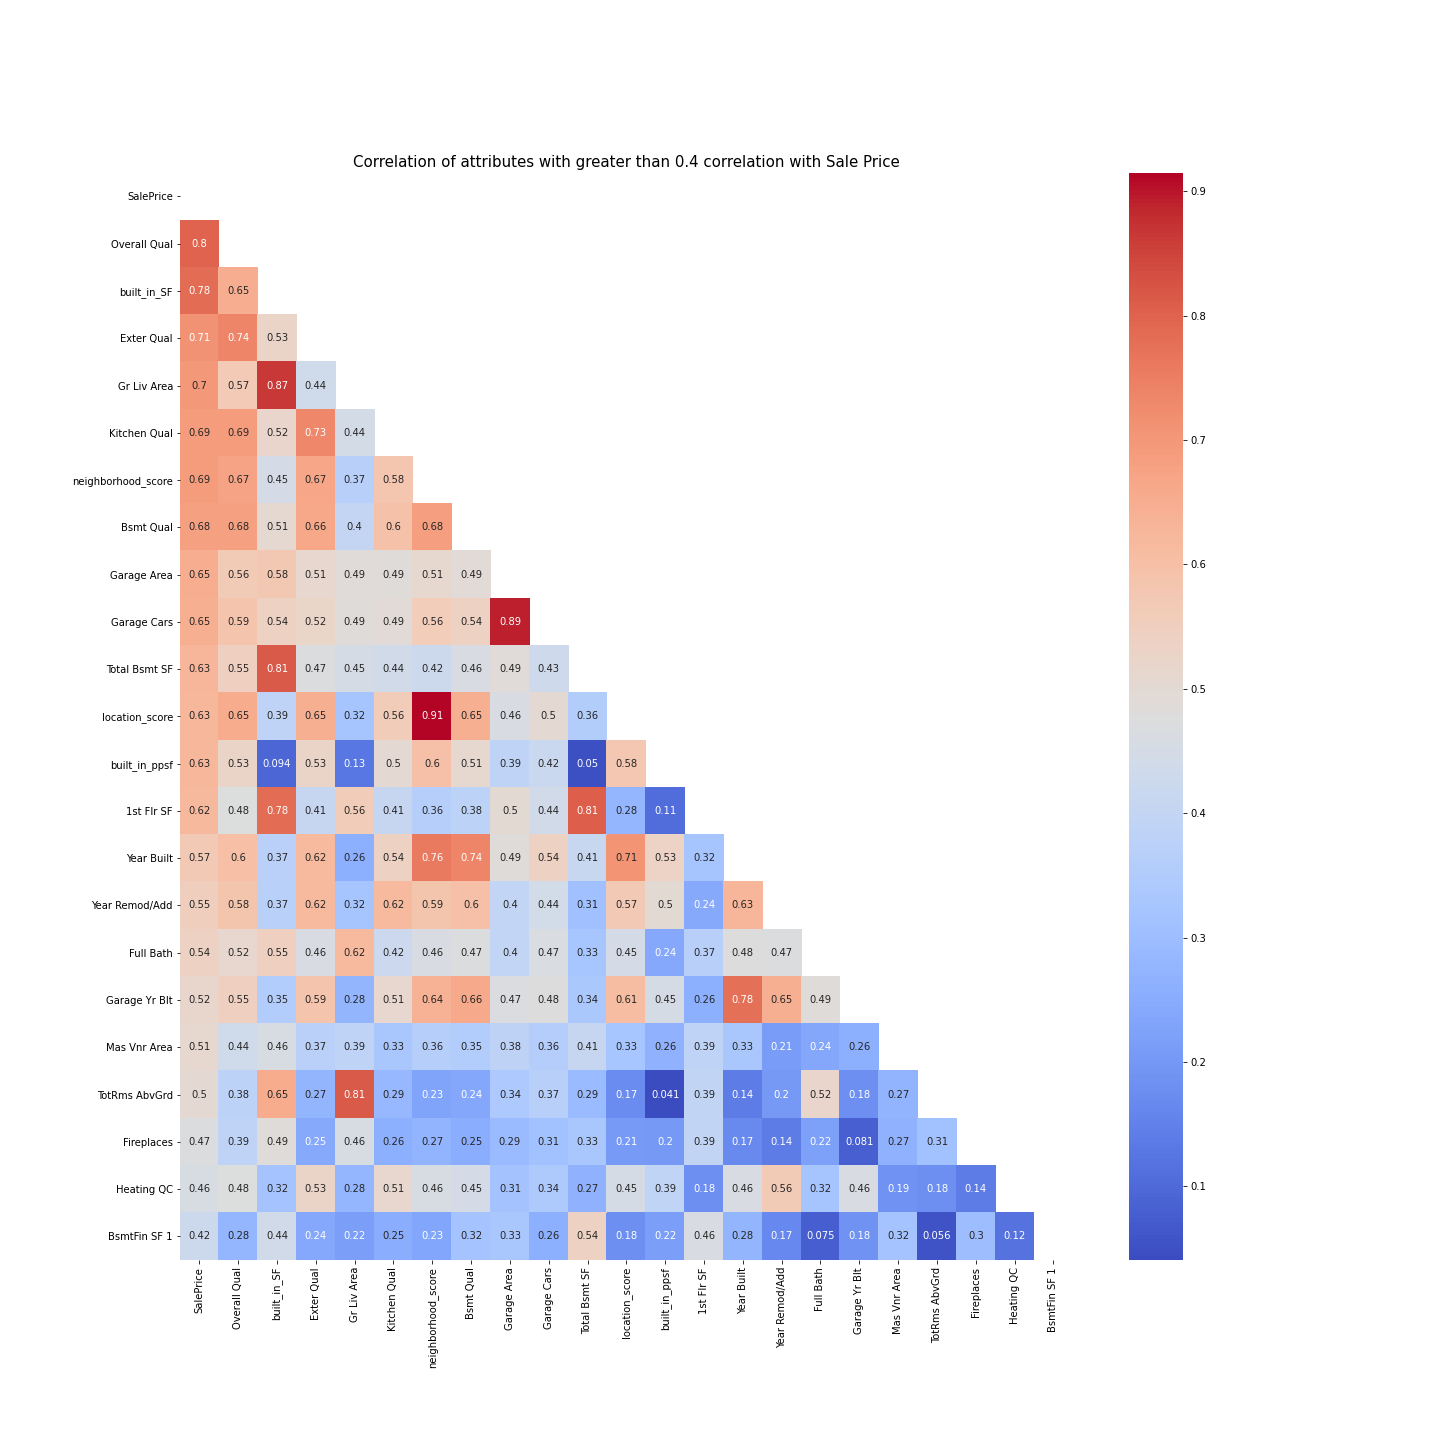 Correlation of attributes with greater than 0.4 correlation with Sale Price
SalePrice
Overall Qual 0.8
built_in_SF 0.78 0.65
Exter Qual 0.71 0.74 0.53
Gr Liv Area 0.7 0.57 0.87 0.44
Kitchen Qual 0.69 0.69 0.52 0.73 0.44
neighborhood_score 0.69 0.67 0.45 0.67 0.37 0.58
Bsmt Qual 0.68 0.68 0.51 0.66 0.4 0.6 0.68
Garage Area 0.65 0.56 0.58 0.51 0.49 0.49 0.51 0.49
Garage Cars 0.65 0.59 0.54 0.52 0.49 0.49 0.56 0.54 0.89
Total Bsmt SF 0.63 0.55 0.81 0.47 0.45 0.44 0.42 0.46 0.49 0.43
location_score 0.63 0.65 0.39 0.65 0.32 0.56 0.91 0.65 0.46 0.5 0.36
built_in_ppsf 0.63 0.53 0.094 0.53 0.13 0.5 0.6 0.51 0.39 0.42 0.05 0.58
1st Flr SF 0.62 0.48 0.78 0.41 0.56 0.41 0.36 0.38 0.5 0.44 0.81 0.28 0.11
Year Built 0.57 0.6 0.37 0.62 0.26 0.54 0.76 0.74 0.49 0.54 0.41 0.71 0.53 0.32
Year Remod/Add 0.55 0.58 0.37 0.62 0.32 0.62 0.59 0.6 0.4 0.44 0.31 0.57 0.5 0.24 0.63
Full Bath 0.54 0.52 0.55 0.46 0.62 0.42 0.46 0.47 0.4 0.47 0.33 0.45 0.24 0.37 0.48 0.47
Garage Yr Blt 0.52 0.55 0.35 0.59 0.28 0.51 0.64 0.66 0.47 0.48 0.34 0.61 0.45 0.26 0.78 0.65 0.49
Mas Vnr Area 0.51 0.44 0.46 0.37 0.39 0.33 0.36 0.35 0.38 0.36 0.41 0.33 0.26 0.39 0.33 0.21 0.24 0.26
TotRms AbvGrd 0.5 0.38 0.65 0.27 0.81 0.29 0.23 0.24 0.34 0.37 0.29 0.17 0.041 0.39 0.14 0.2 0.52 0.18 0.27
Fireplaces 0.47 0.39 0.49 0.25 0.46 0.26 0.27 0.25 0.29 0.31 0.33 0.21 0.2 0.39 0.17 0.14 0.22 0.081 0.27 0.31
Heating QC 0.46 0.48 0.32 0.53 0.28 0.51 0.46 0.45 0.31 0.34 0.27 0.45 0.39 0.18 0.46 0.56 0.32 0.46 0.19 0.18 0.14
BsmtFin SF 1 0.42 0.28 0.44 0.24 0.22 0.25 0.23 0.32 0.33 0.26 0.54 0.18 0.22 0.46 0.28 0.17 0.075 0.18 0.32 0.056 0.3 0.12
SalePrice
Overall Qual
built_in_SF
Exter Qual
Gr Liv Area
Kitchen Qual
neighborhood_score
Bsmt Qual
Garage Area
Garage Cars
Total Bsmt SF
location_score
built_in_ppsf
1st Flr SF
Year Built
Year Remod/Add
Full Bath
Garage Yr Blt
Mas Vnr Area
TotRms AbvGrd
Fireplaces
Heating QC
BsmtFin SF 1
0.9
0.8
0.7
0.6
0.5
0.4
0.3
0.2
0.1